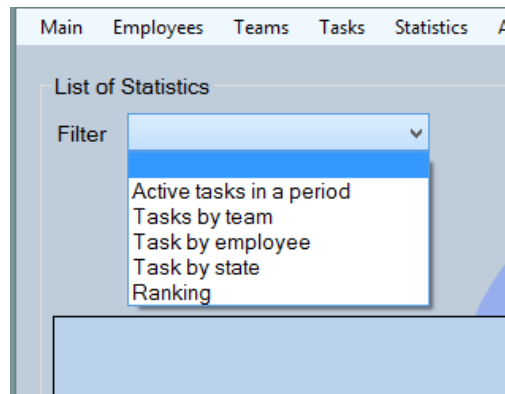 Main Employees Teams Tasks Statistics A
List of Statistics
Filter
Active tasks in a period
Tasks by team
Task by employee
Task by state
Ranking